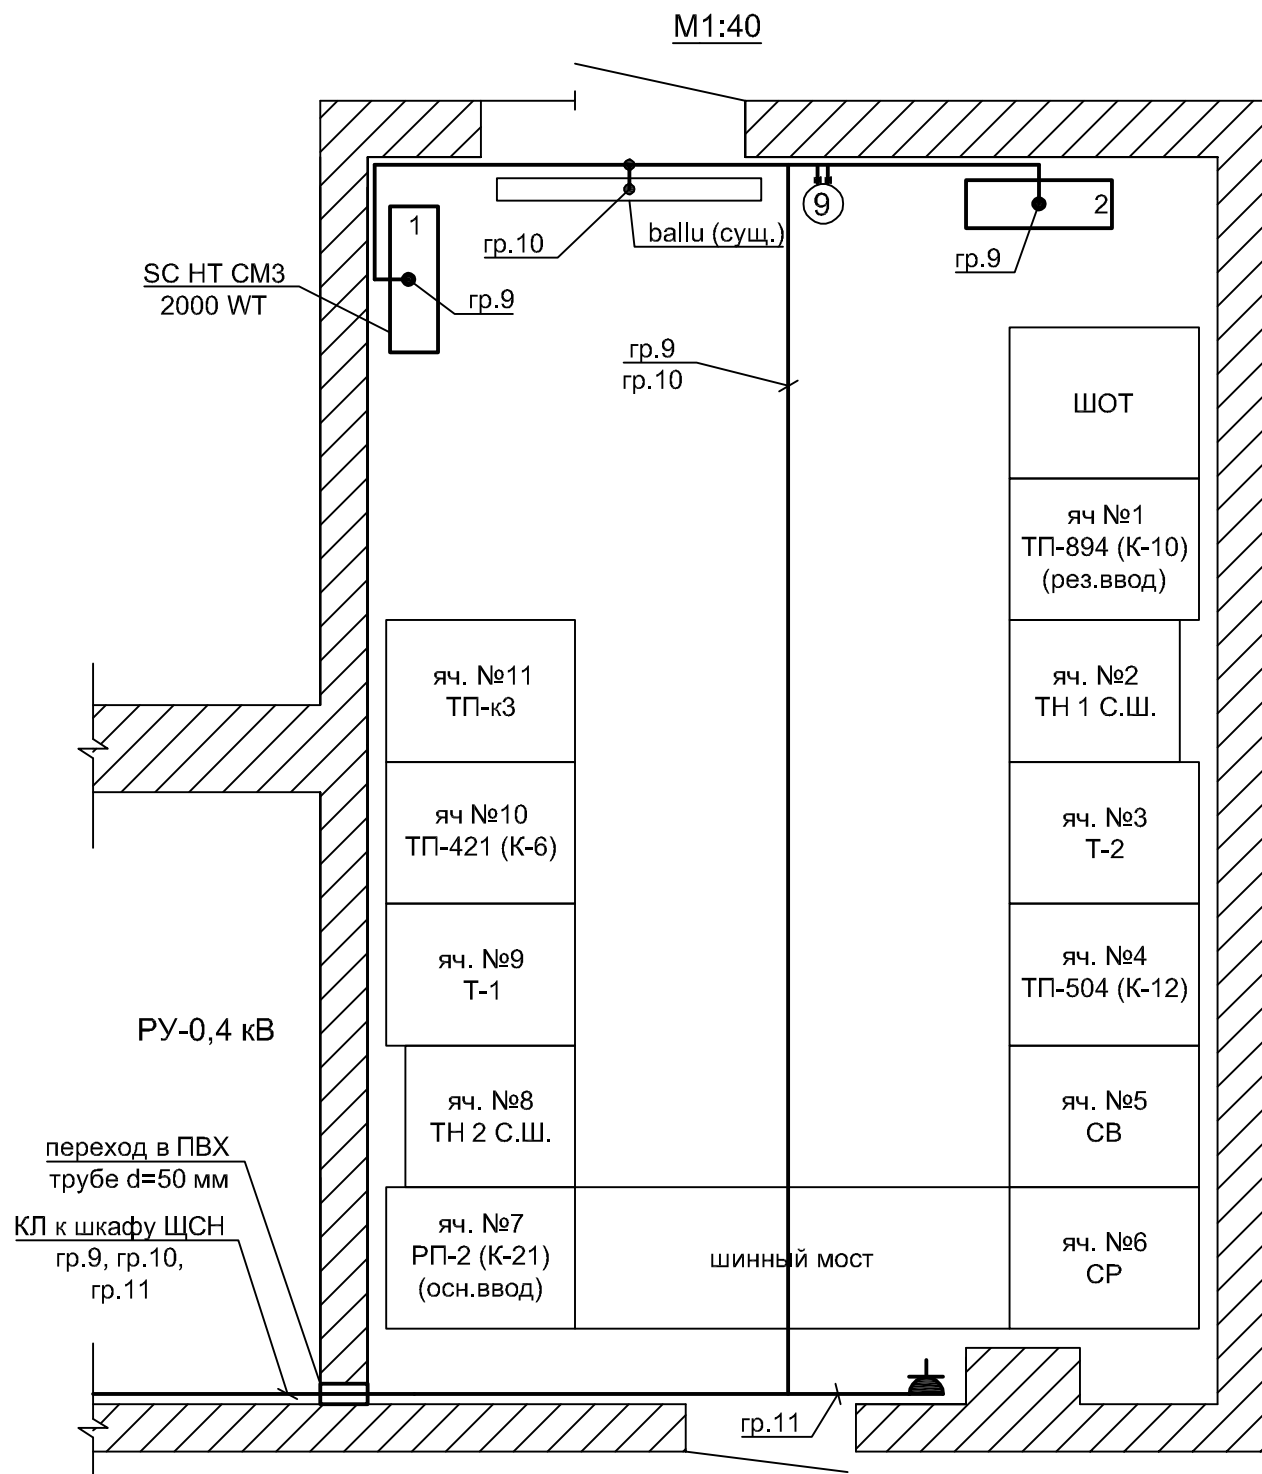 М1:40
1
2
9
ballu (сущ.)
гр.10
гр.9
SC HT CM3
2000 WT
гр.9
гр.9
гр.10
ШОТ
яч №1
ТП-894 (К-10)
(рез.ввод)
яч. №11
ТП-к3
яч. №2
ТН 1 С.Ш.
яч №10
ТП-421 (К-6)
яч. №3
Т-2
яч. №9
Т-1
яч. №4
ТП-504 (К-12)
РУ-0,4 кВ
яч. №8
ТН 2 С.Ш.
яч. №5
СВ
переход в ПВХ
трубе d=50 мм
КЛ к шкафу ЩСН
гр.9, гр.10,
гр.11
яч. №7
РП-2 (К-21)
(осн.ввод)
шинный мост
яч. №6
СР
гр.11